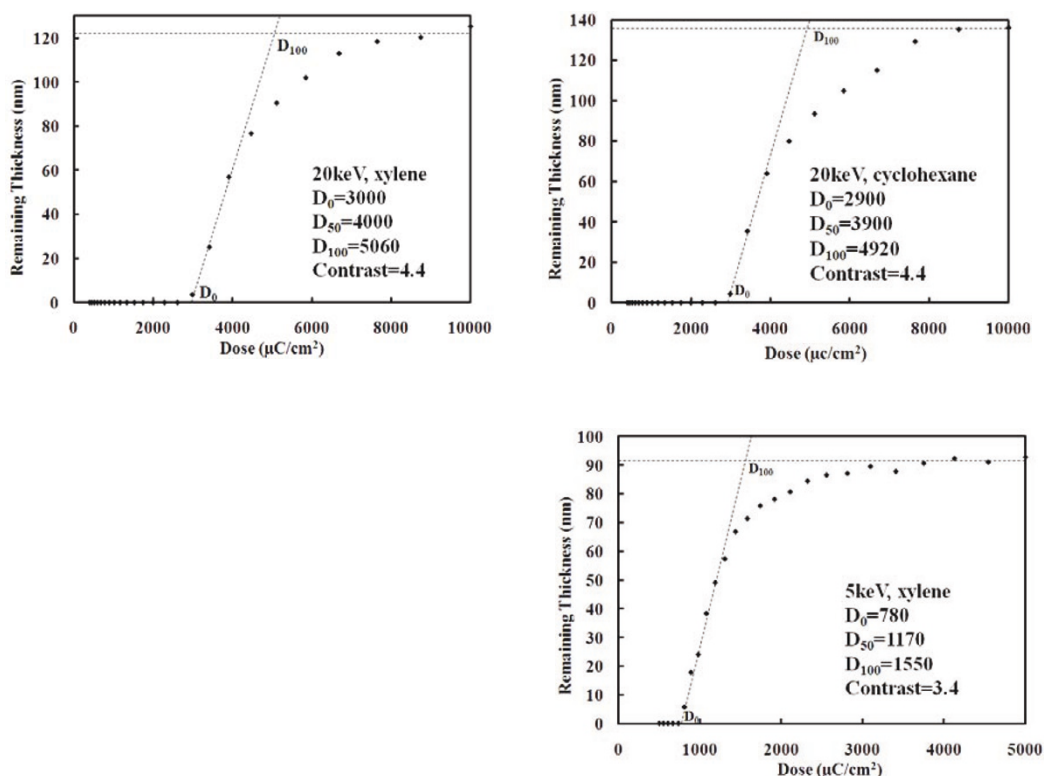 140
120
100
80
60
40
20
0
Remaining Thickness (nm)
D100
20keV, xylene
D0=3000
D50=4000
D100=5060
Contrast=4.4
D0
0 2000 4000 6000 8000 10000
Dose (μC/cm²)
140
120
100
80
60
40
20
0
Remaining Thickness (nm)
D100
20keV, cyclohexane
D0=2900
D50=3900
D100=4920
Contrast=4.4
D0
0 2000 4000 6000 8000 10000
Dose (μc/cm²)
100
90
80
70
60
50
40
30
20
10
0
Remaining Thickness (nm)
D100
5keV, xylene
D0=780
D50=1170
D100=1550
Contrast=3.4
D0
0 1000 2000 3000 4000 5000
Dose (μC/cm²)